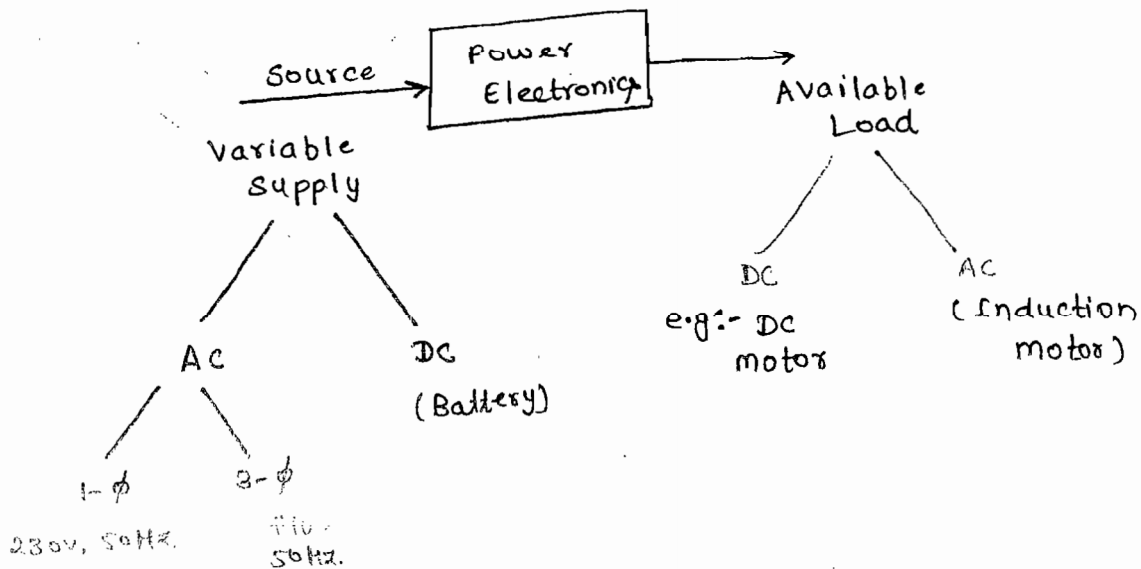 Source
Power
Electronics
Available
Load
Variable
Supply
DC
AC
e.g:- DC
motor
(Induction
motor)
AC
DC
(Battery)
1-ϕ
3-ϕ
230V, 50Hz.
50Hz.